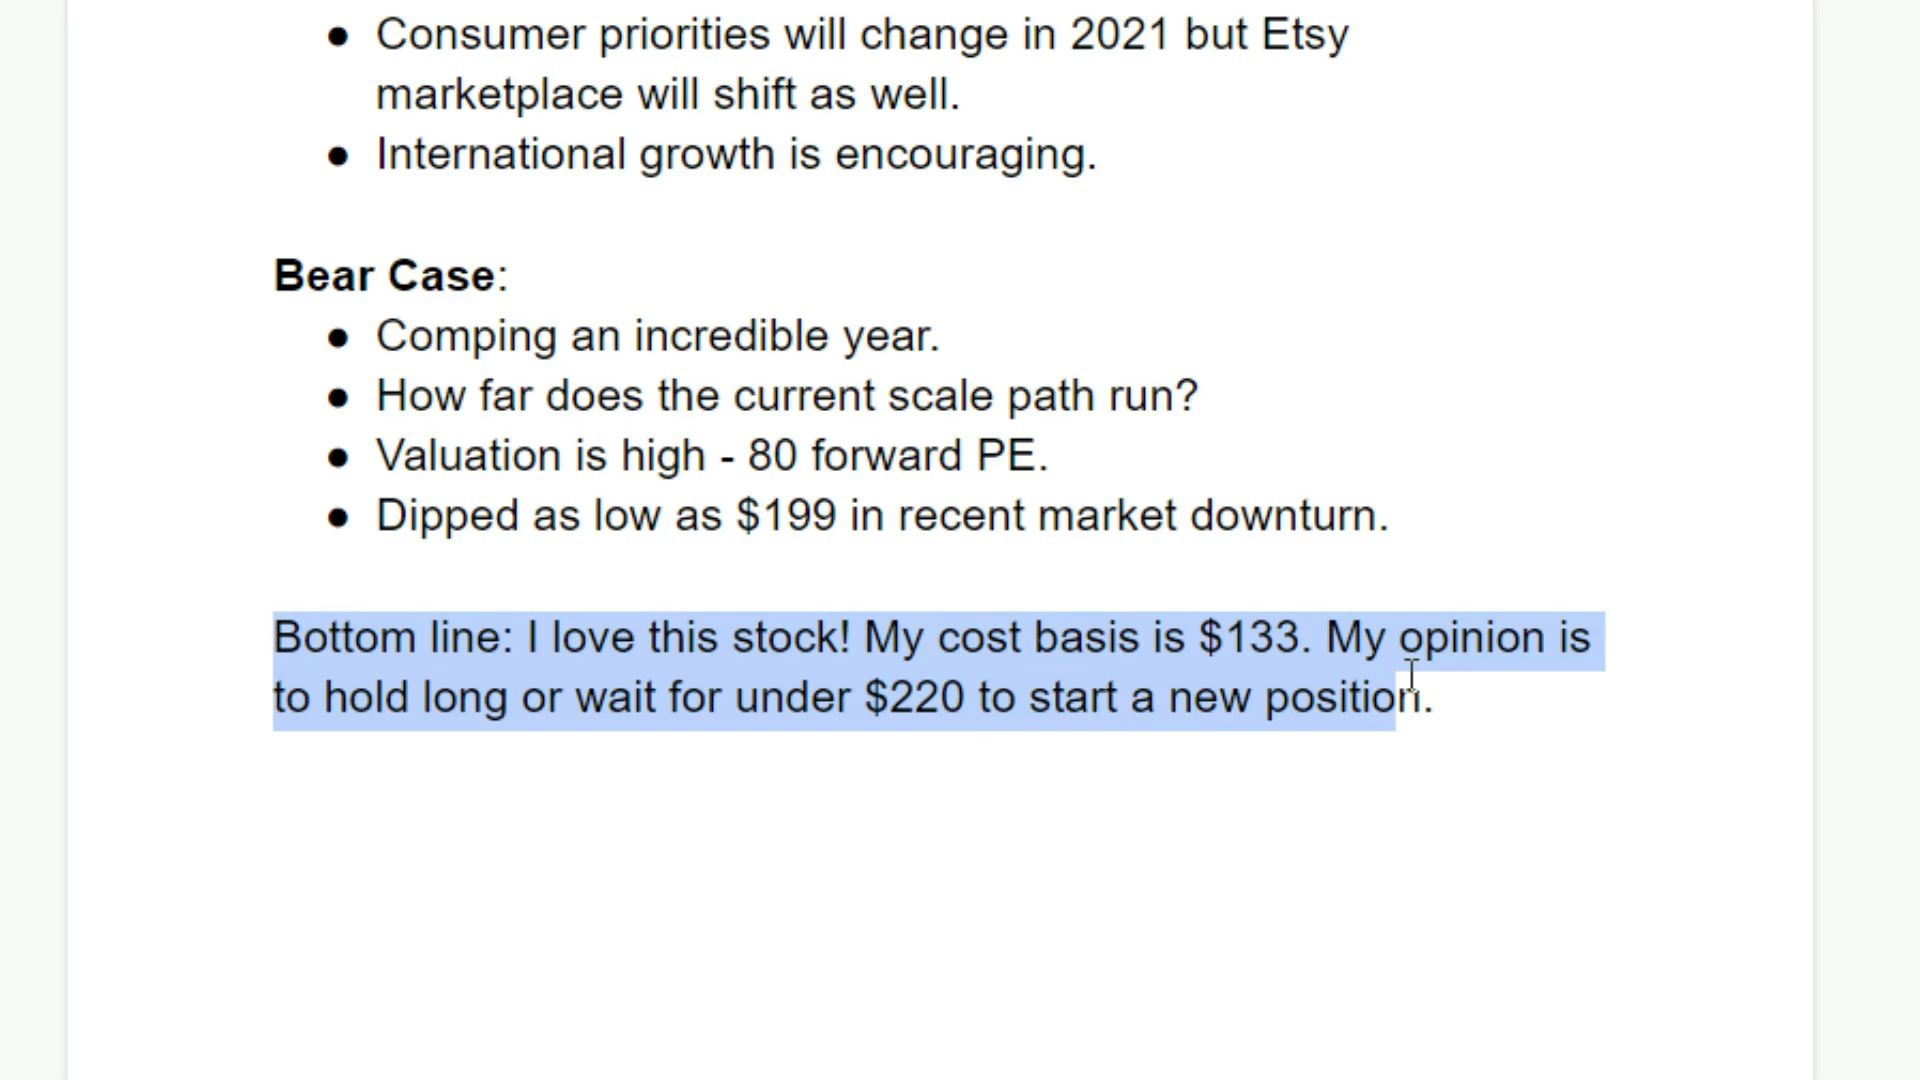 ● Consumer priorities will change in 2021 but Etsy
marketplace will shift as well.
● International growth is encouraging.
Bear Case:
● Comping an incredible year.
● How far does the current scale path run?
● Valuation is high - 80 forward PE.
● Dipped as low as $199 in recent market downturn.
Bottom line: I love this stock! My cost basis is $133. My opinion is
to hold long or wait for under $220 to start a new position.